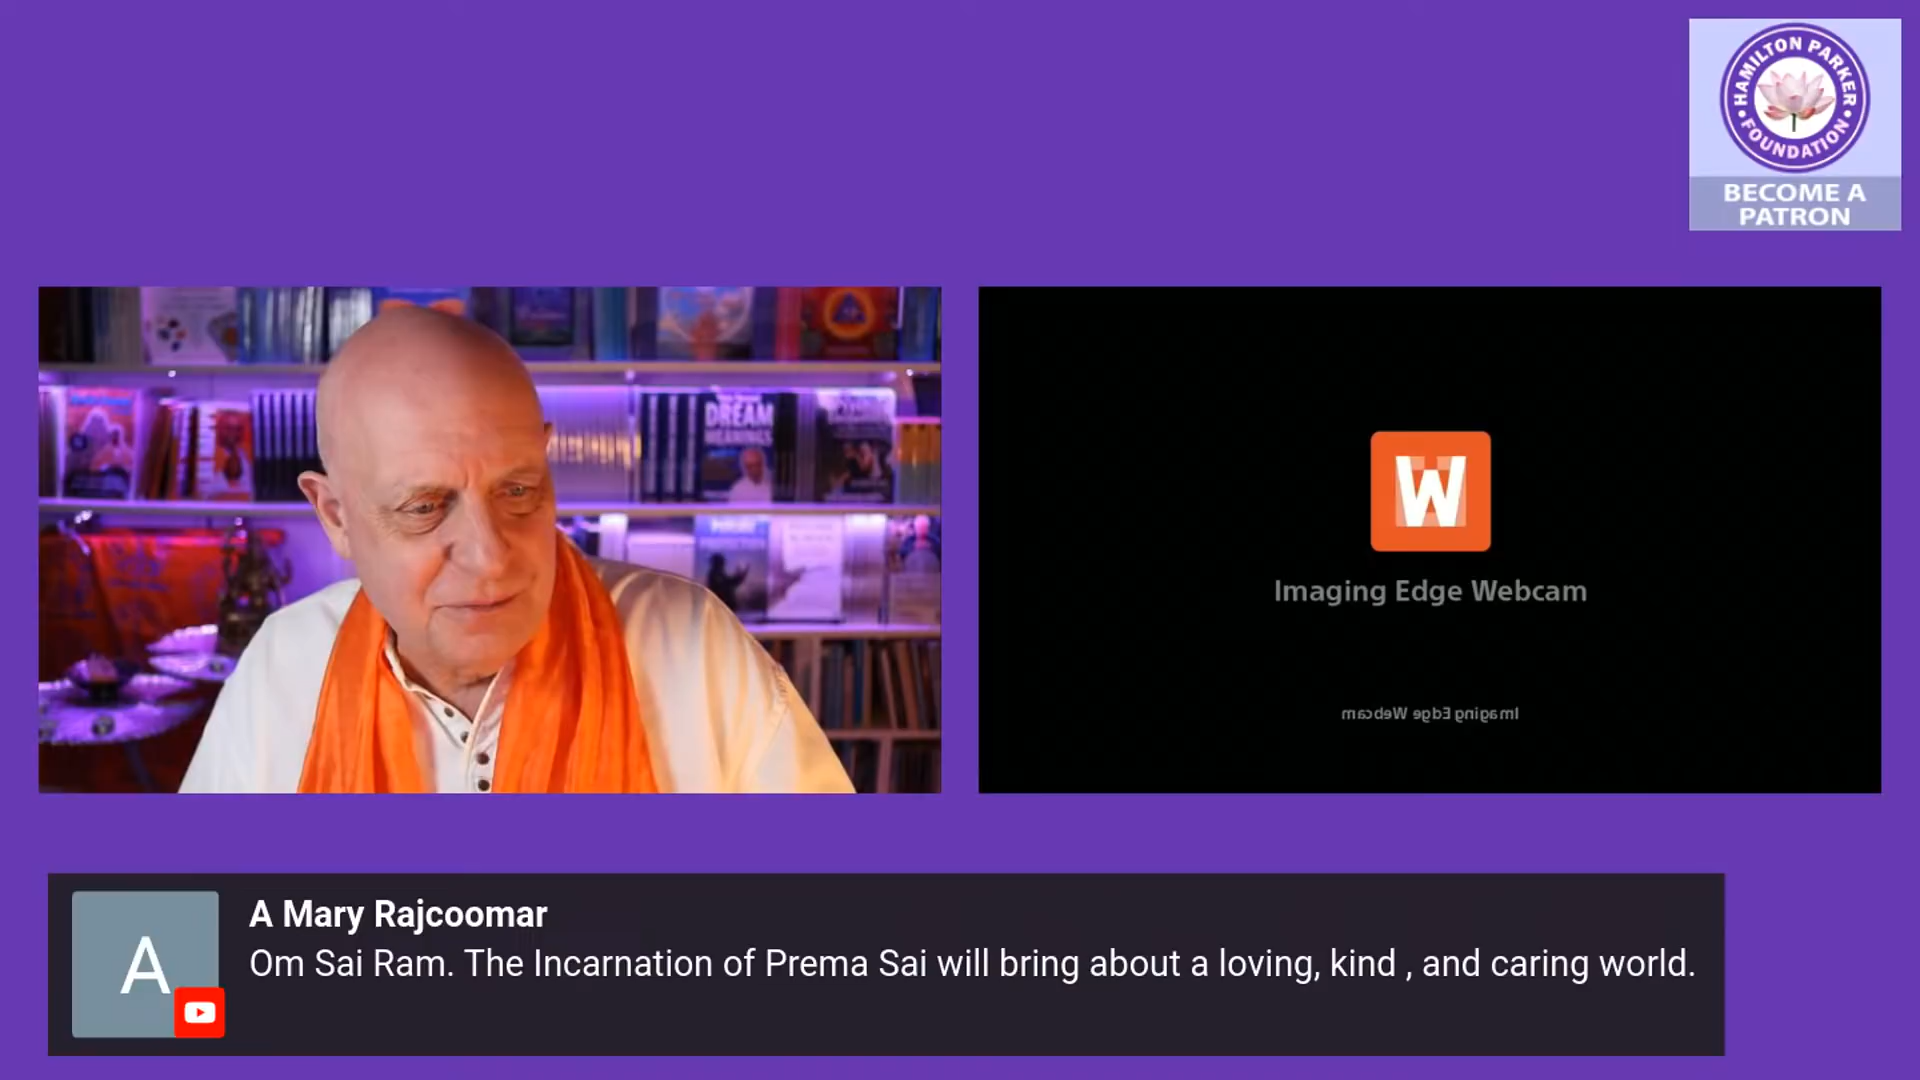 HAMILTON PARKER
FOUNDATION
BECOME A
PATRON
DREAM
MEANINGS
W
Imaging Edge Webcam
Imaging Edge Webcam
A
A Mary Rajcoomar
Om Sai Ram. The Incarnation of Prema Sai will bring about a loving, kind , and caring world.